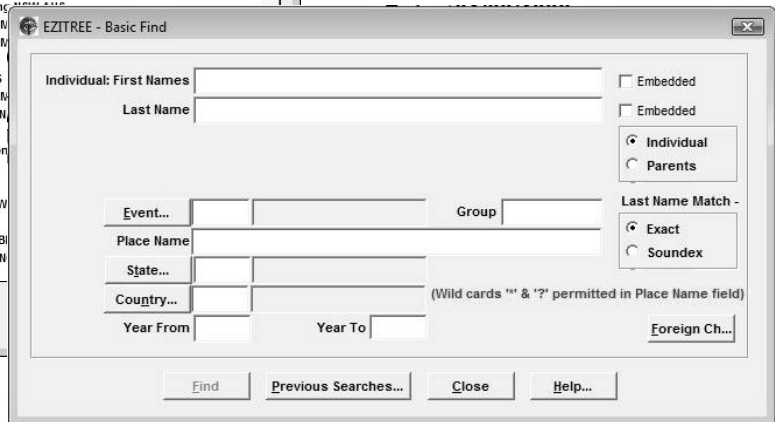 EZITREE - Basic Find
Individual: First Names
Embedded
Last Name
Embedded
Individual
Parents
Last Name Match -
Event...
Group
Exact
Place Name
Soundex
State...
Country...
(Wild cards '*' & '?' permitted in Place Name field)
Year From
Year To
Foreign Ch...
Find
Previous Searches...
Close
Help...